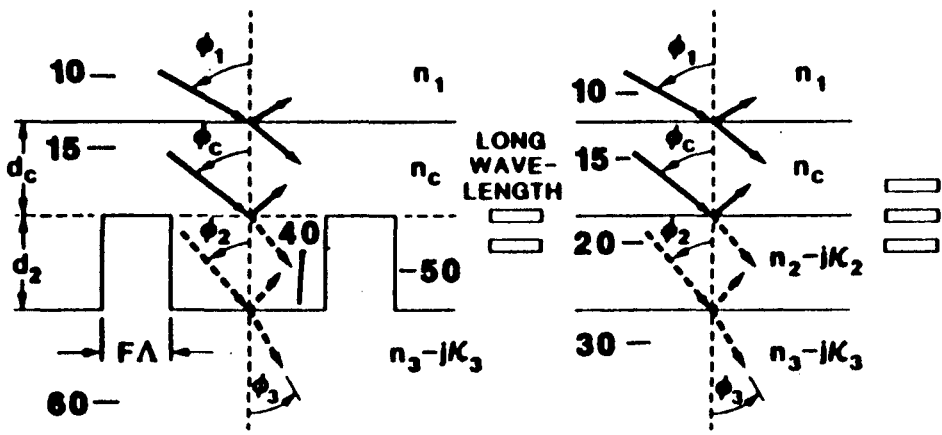 ϕ₁
10
n₁
15
ϕc
nc
dc
LONG
WAVE-
LENGTH
ϕ₂
40
d₂
50
FΛ
n₃-jK₃
ϕ₃
60
ϕ₁
10
n₁
15
ϕc
nc
20
ϕ₂
n₂-jK₂
30
n₃-jK₃
ϕ₃